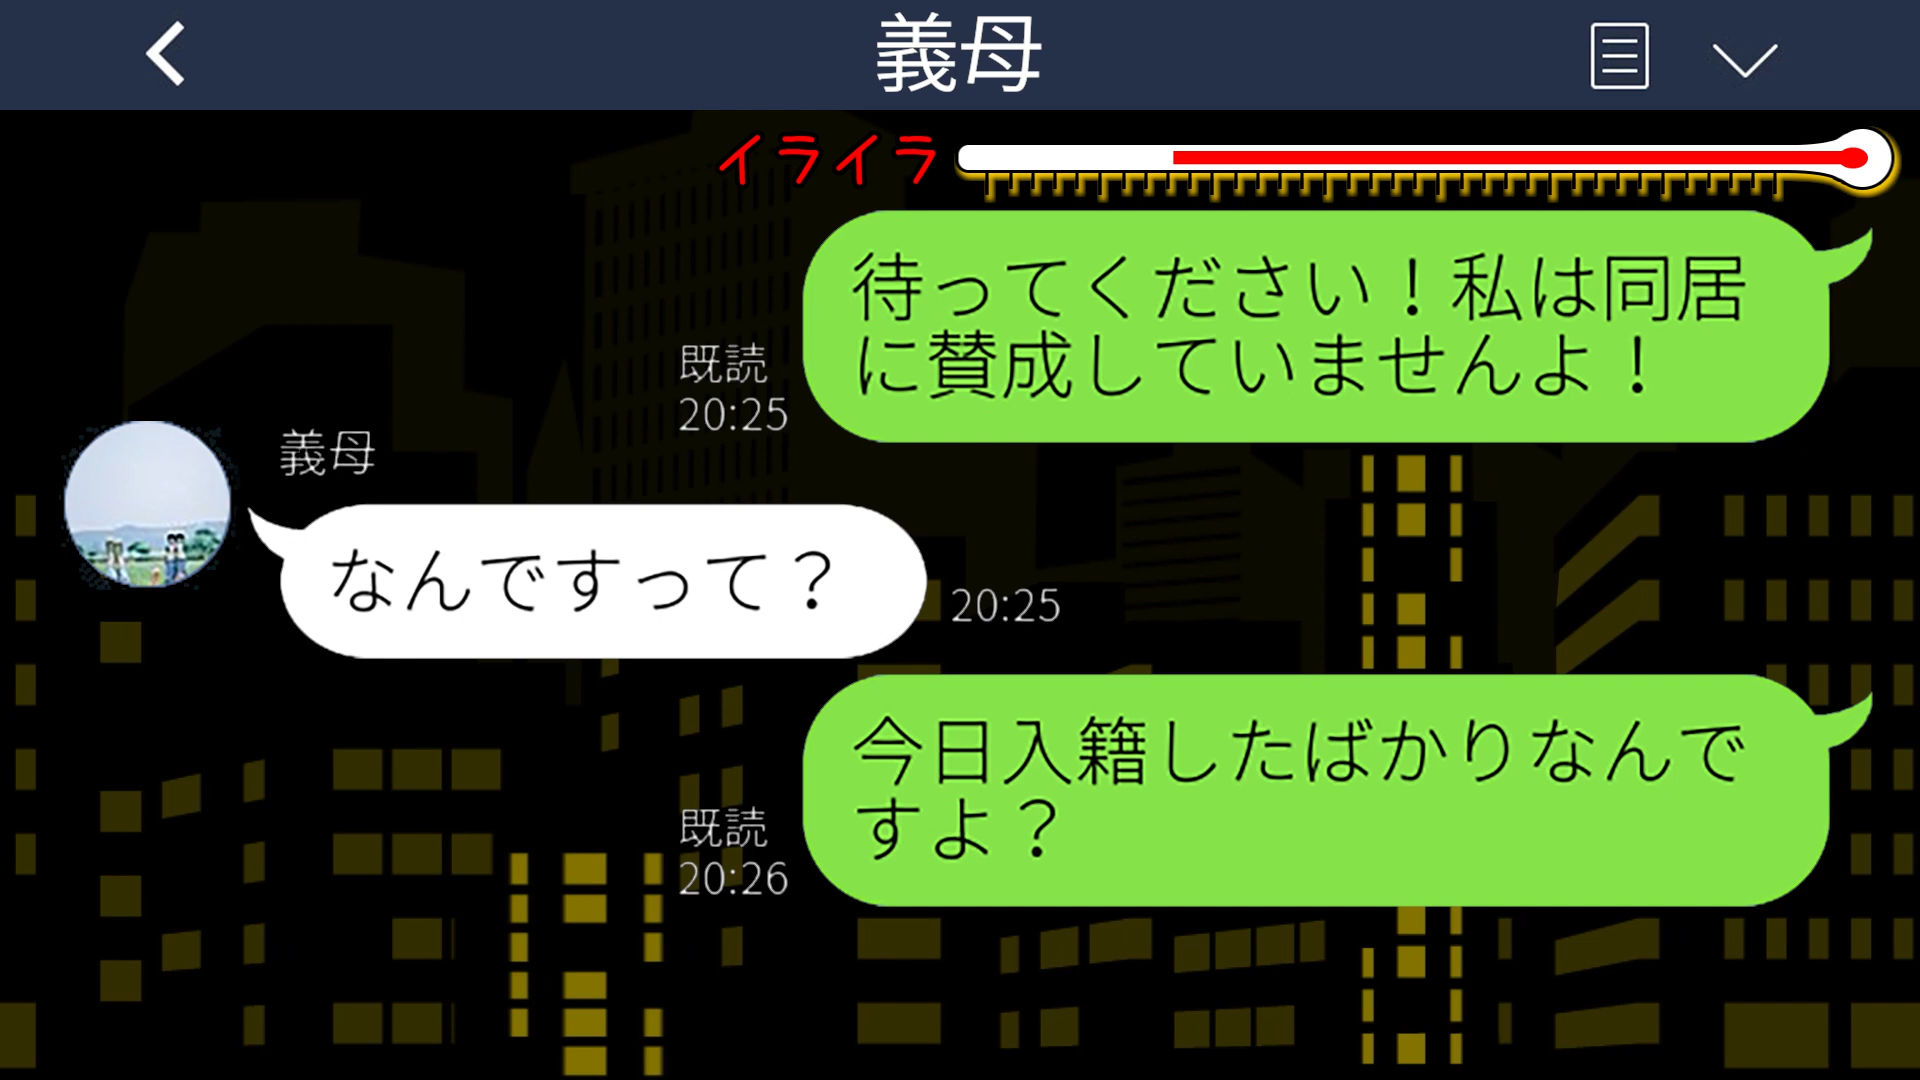 義母
イライラ
待ってください！私は同居
に賛成していませんよ！
既読
20:25
義母
なんですって？
20:25
今日入籍したばかりなんで
すよ？
既読
20:26